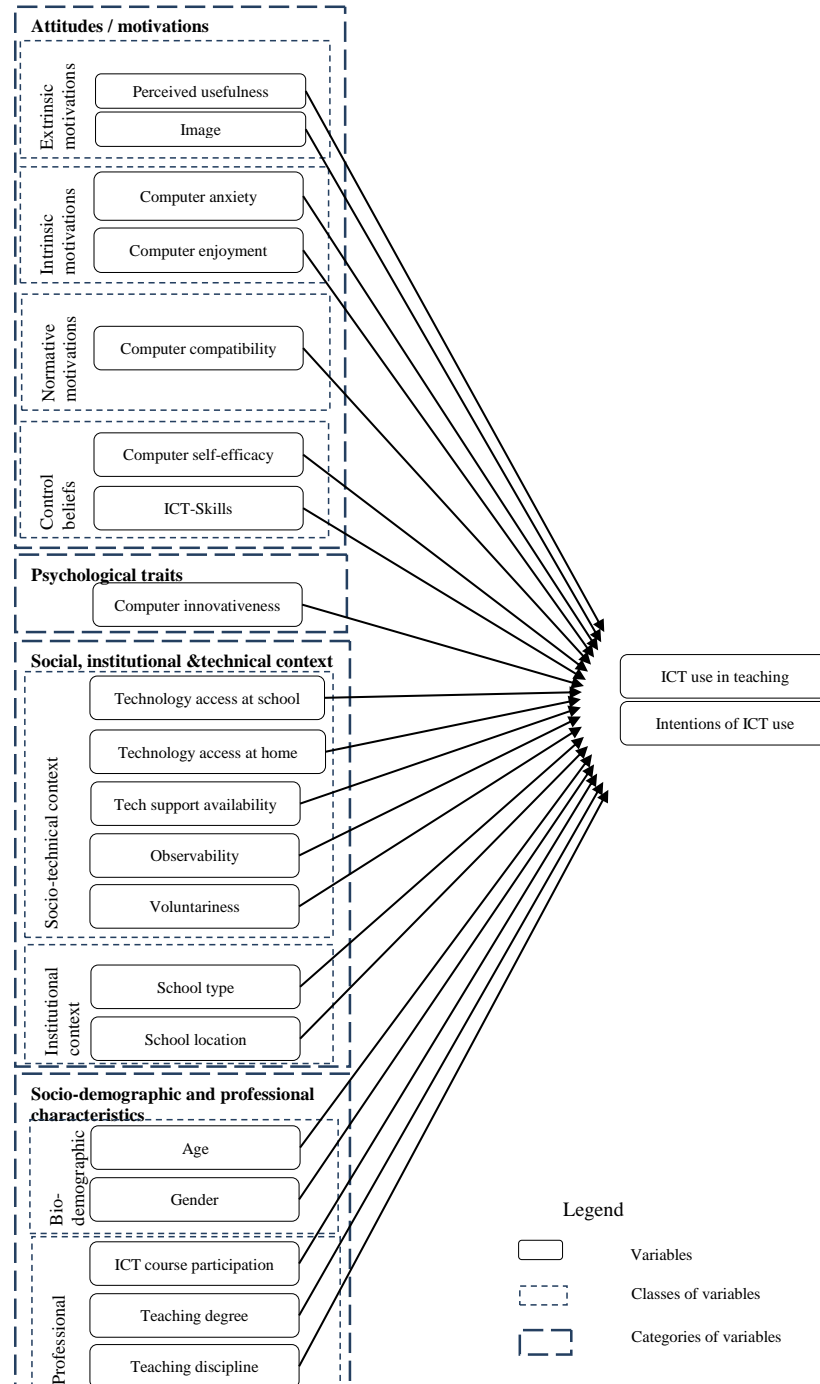 Attitudes / motivations
Extrinsic
motivations
Perceived usefulness
Image
Intrinsic
motivations
Computer anxiety
Computer enjoyment
Normative
motivations
Computer compatibility
Control
beliefs
Computer self-efficacy
ICT-Skills
Psychological traits
Computer innovativeness
Social, institutional &technical context
Socio-technical context
Technology access at school
Technology access at home
Tech support availability
Observability
Voluntariness
Institutional
context
School type
School location
Socio-demographic and professional
characteristics
Bio-
demographic
Age
Gender
Professional
ICT course participation
Teaching degree
Teaching discipline
ICT use in teaching
Intentions of ICT use
Legend
Variables
Classes of variables
Categories of variables